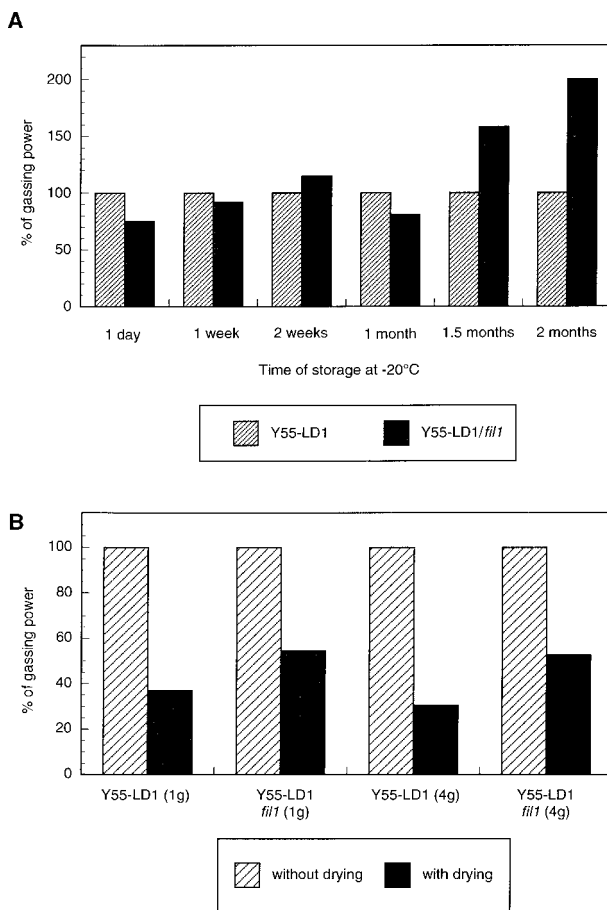 A
200
150
100
50
0
% of gassing power
1 day 1 week 2 weeks 1 month 1.5 months 2 months
Time of storage at -20°C
Y55-LD1 Y55-LD1/fil1
B
100
80
60
40
20
0
% of gassing power
Y55-LD1 (1g) Y55-LD1 Y55-LD1 (4g) Y55-LD1
fil1 (1g) fil1 (4g)
without drying with drying